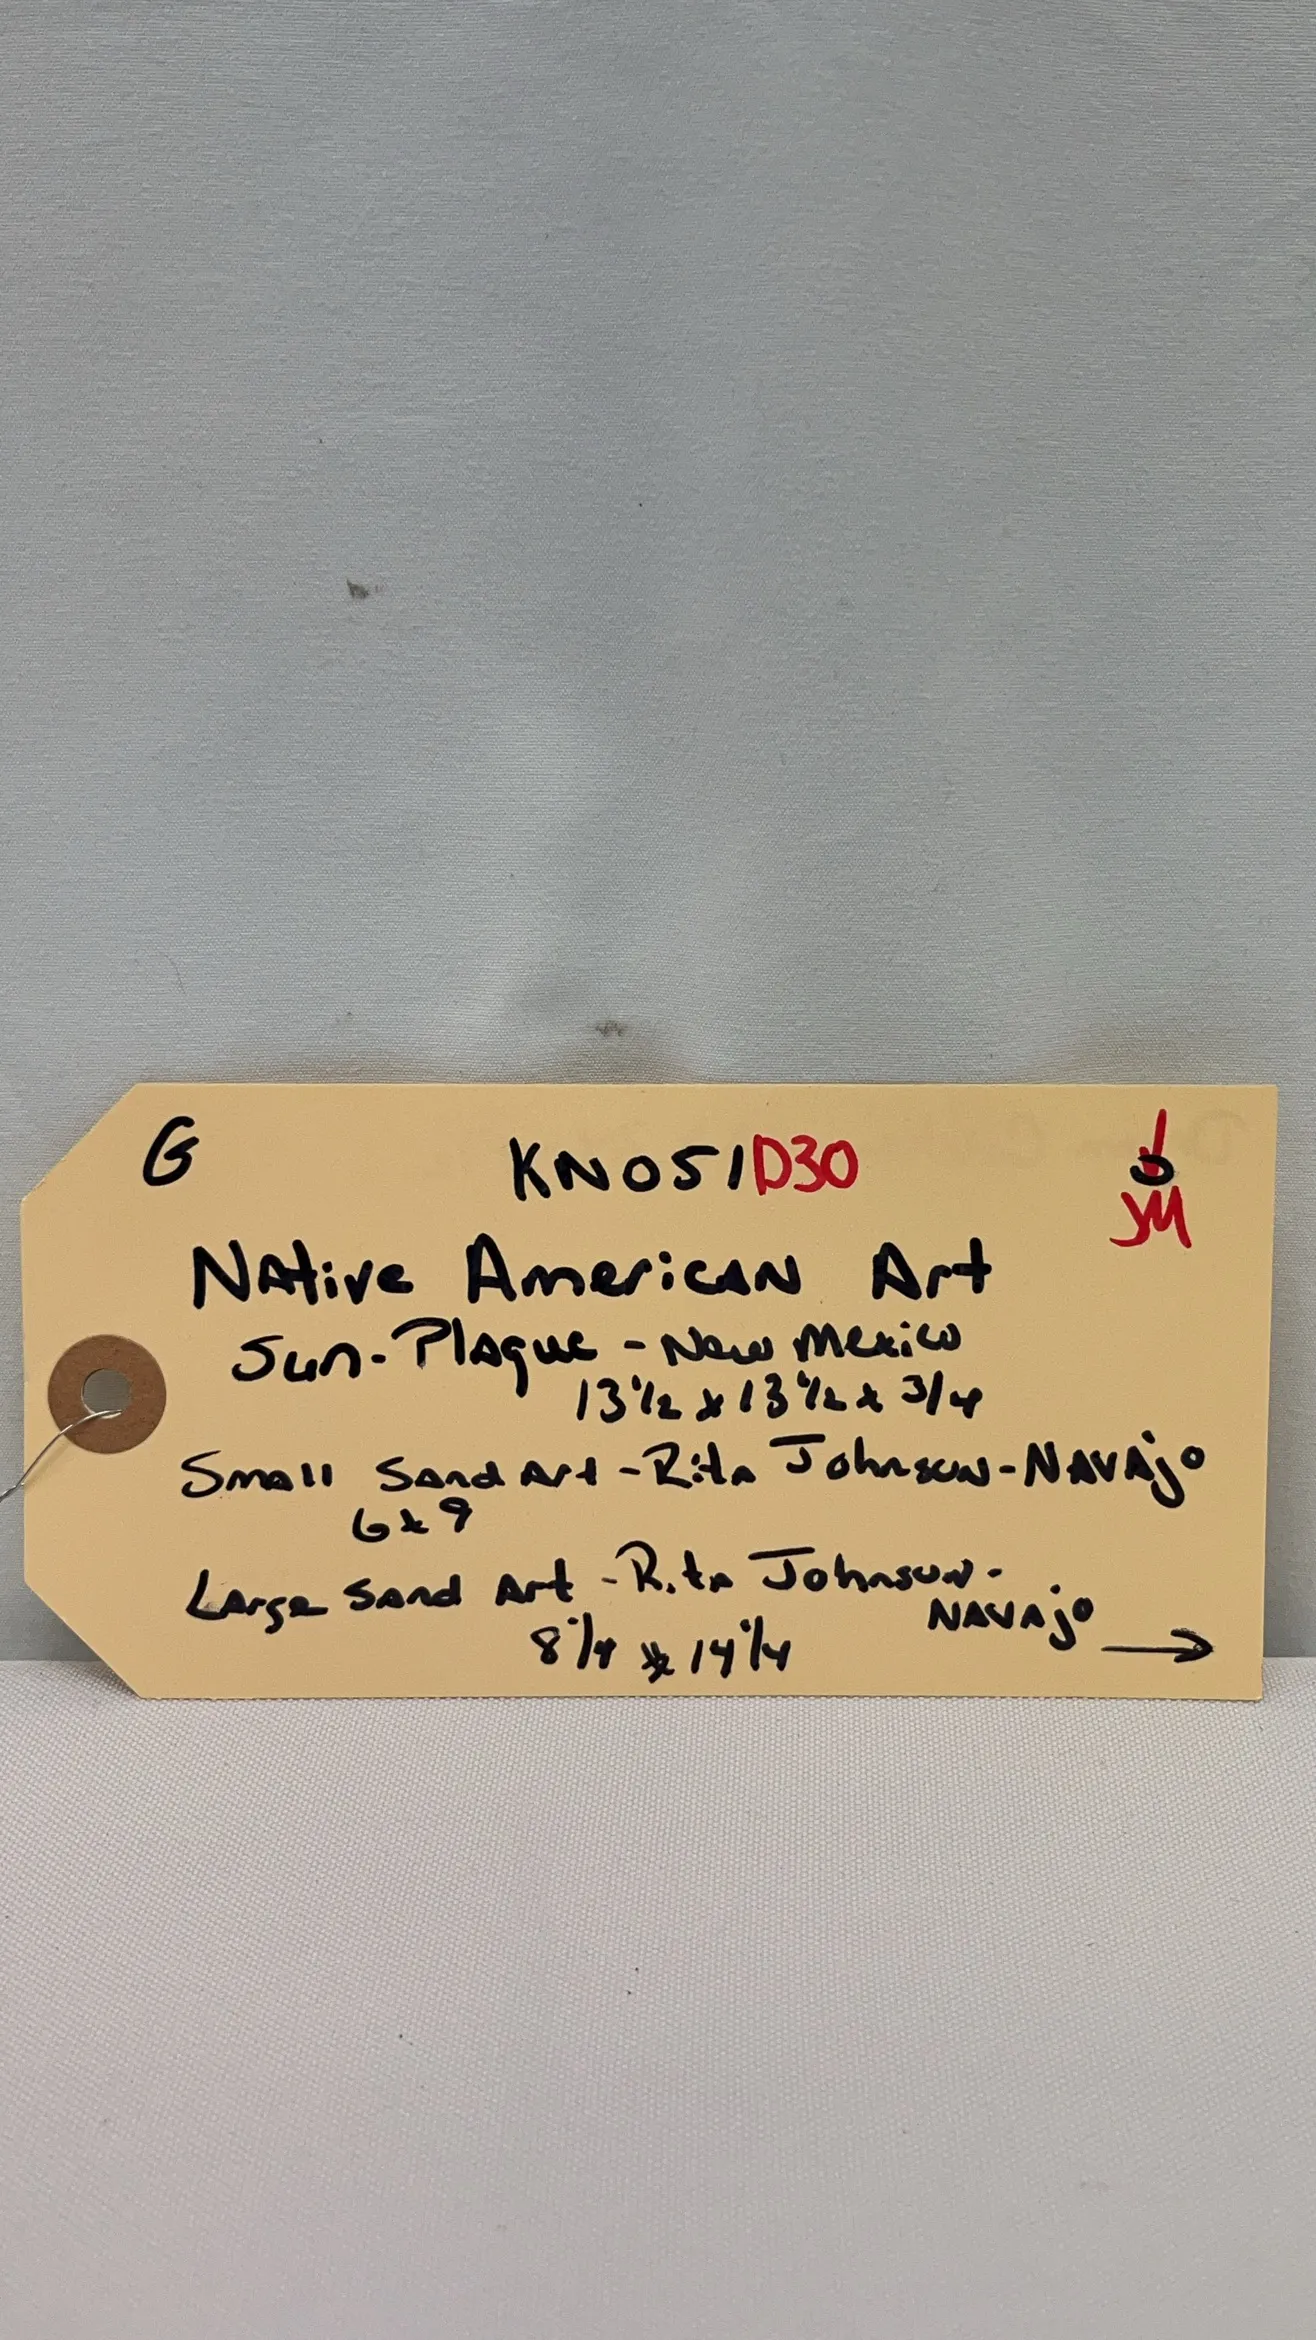 G KN051D30 JM
Native American Art
Sun-Plaque - New Mexico
13 1/2 x 13 1/2 x 3/4
Small Sand Art - Rita Johnson - Navajo
6 x 9
Large Sand Art - Rita Johnson -
Navajo →
8 1/4 x 14 1/4